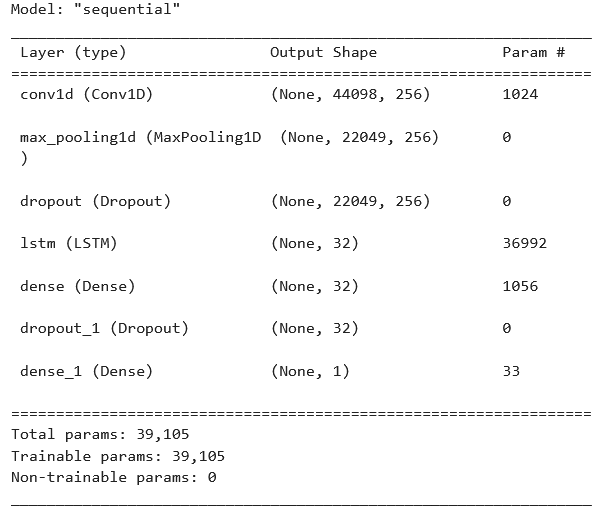 Model: "sequential"
Layer (type) Output Shape Param #
conv1d (Conv1D) (None, 44098, 256) 1024
max_pooling1d (MaxPooling1D (None, 22049, 256) 0
)
dropout (Dropout) (None, 22049, 256) 0
lstm (LSTM) (None, 32) 36992
dense (Dense) (None, 32) 1056
dropout_1 (Dropout) (None, 32) 0
dense_1 (Dense) (None, 1) 33
Total params: 39,105
Trainable params: 39,105
Non-trainable params: 0